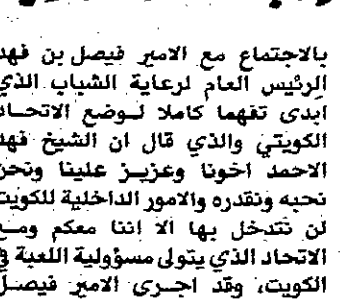 بالاجتماع مع الامير فيصل بن فهد
الرئيس العام لرعاية الشباب الذي
ابدى تفهما كاملا لوضع الاتحاد
الكويتي والذي قال ان الشيخ فهد
الاحمد اخونا وعزيز علينا ونحن
نحبه ونقدره والامور الداخلية للكويت
لن نتدخل بها الا اننا معكم ومع
الاتحاد الذي يتولى مسؤولية اللعبة في
الكويت، وقد اجرى الامير فيصل